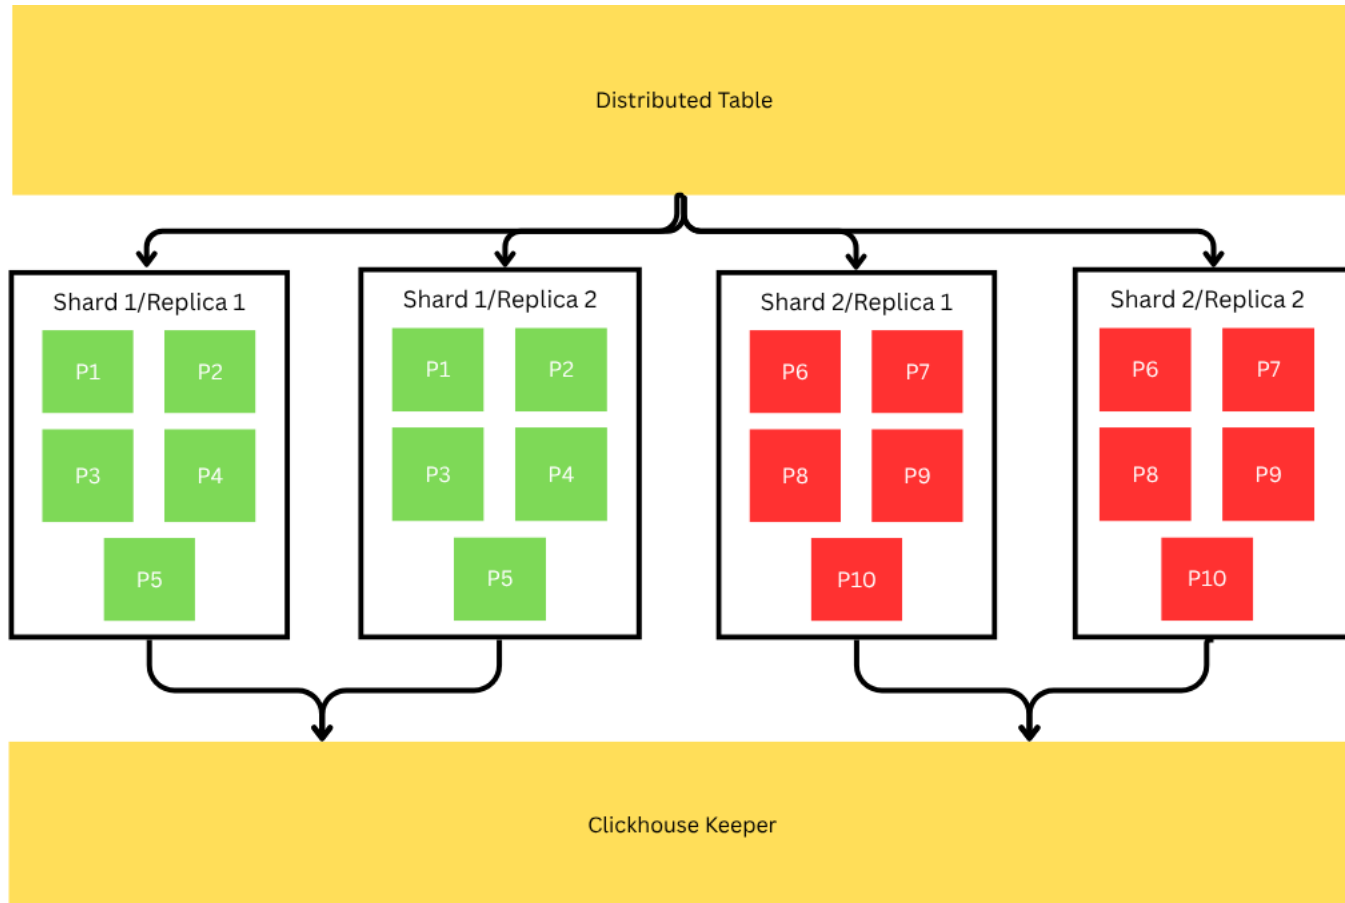 Distributed Table
Shard 1/Replica 1
P1 P2
P3 P4
P5
Shard 1/Replica 2
P1 P2
P3 P4
P5
Shard 2/Replica 1
P6 P7
P8 P9
P10
Shard 2/Replica 2
P6 P7
P8 P9
P10
Clickhouse Keeper